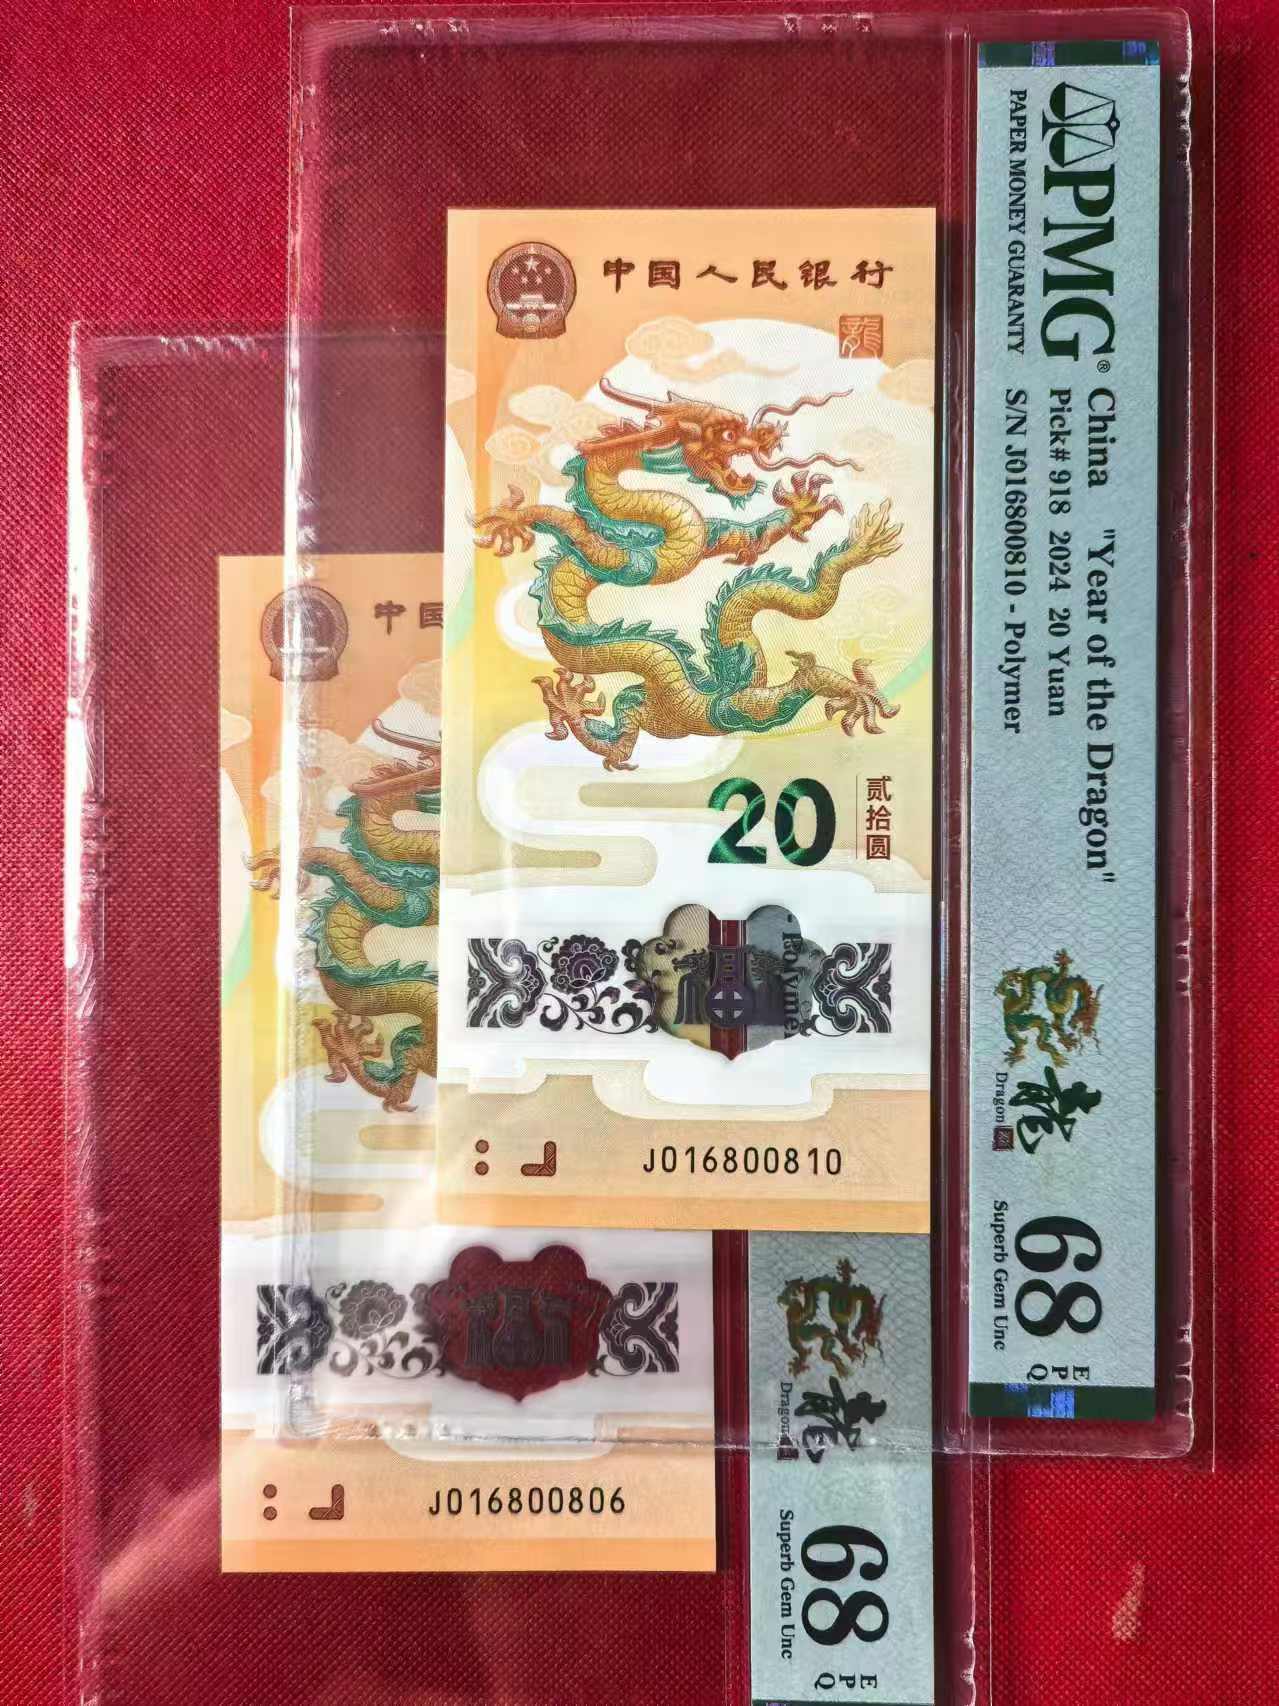 中国人民银行
龍
20
贰拾圆
Polymer
福
J016800810
PMG®
PAPER MONEY GUARANTY
China "Year of the Dragon"
Pick# 918 2024 20 Yuan
S/N J016800810 - Polymer
龍
Dragon
68
EPQ
Superb Gem Unc
中国
J016800806
龍
Dragon
68
EPQ
Superb Gem Unc